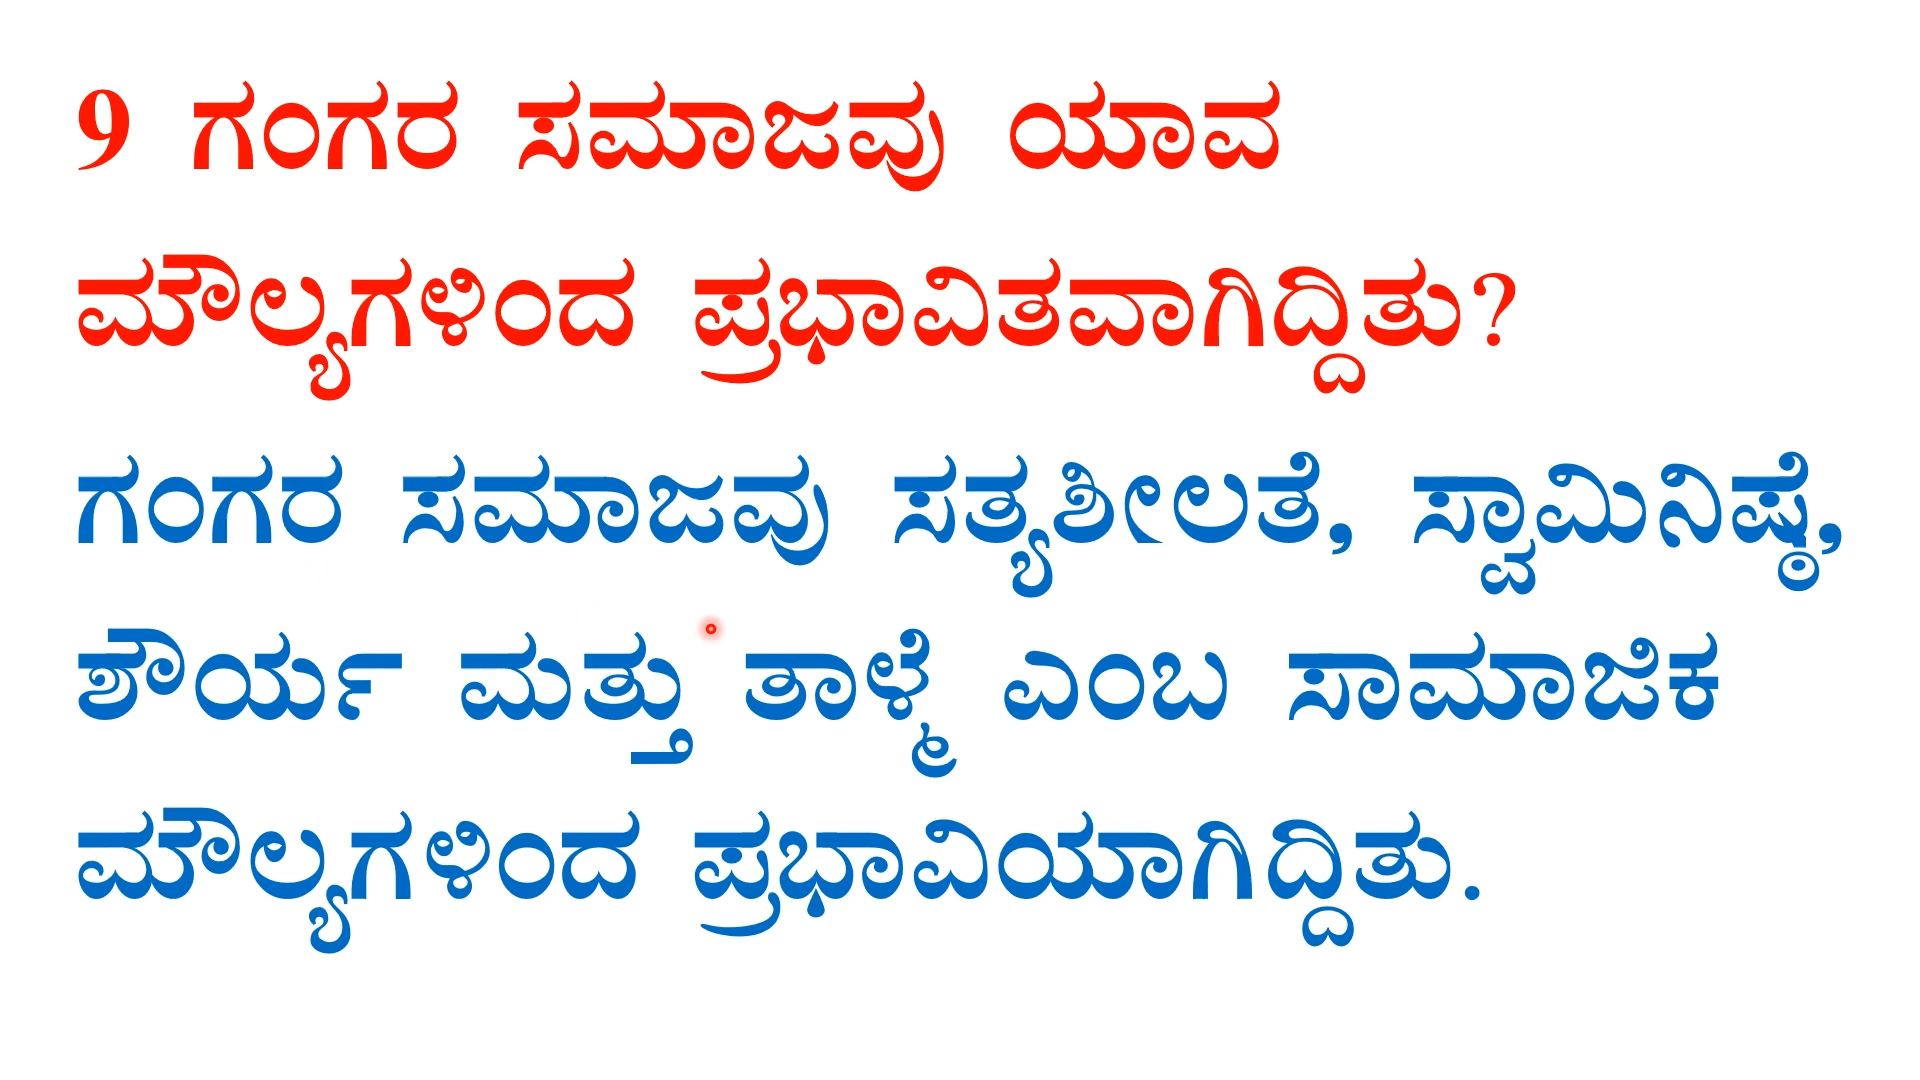 9 ಗಂಗರ ಸಮಾಜವು ಯಾವ
ಮೌಲ್ಯಗಳಿಂದ ಪ್ರಭಾವಿತವಾಗಿದ್ದಿತು?
ಗಂಗರ ಸಮಾಜವು ಸತ್ಯಶೀಲತೆ, ಸ್ವಾಮಿನಿಷ್ಠೆ,
ಶೌರ್ಯ ಮತ್ತು ತಾಳ್ಮೆ ಎಂಬ ಸಾಮಾಜಿಕ
ಮೌಲ್ಯಗಳಿಂದ ಪ್ರಭಾವಿಯಾಗಿದ್ದಿತು.